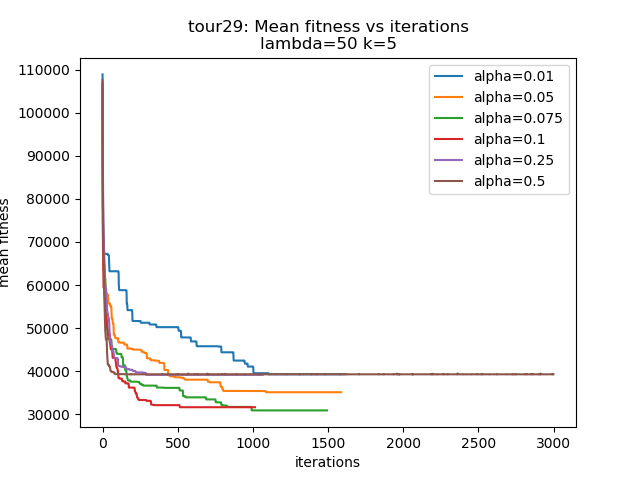 tour29: Mean fitness vs iterations
lambda=50 k=5
alpha=0.01
alpha=0.05
alpha=0.075
alpha=0.1
alpha=0.25
alpha=0.5
110000
100000
90000
80000
70000
60000
50000
40000
30000
mean fitness
0
500
1000
1500
2000
2500
3000
iterations